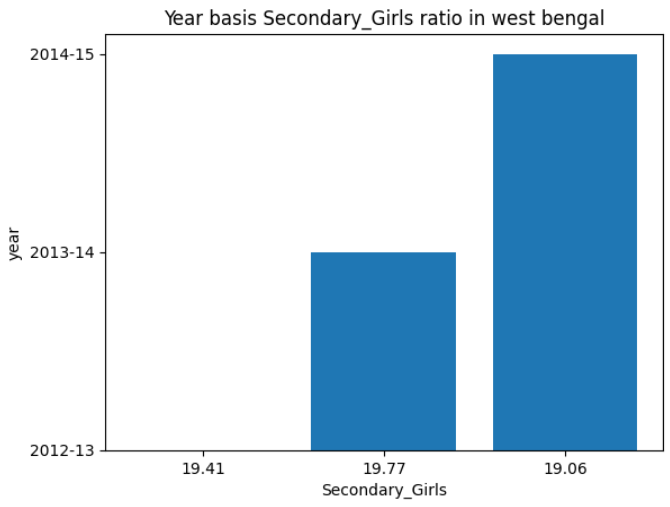 Year basis Secondary_Girls ratio in west bengal
2014-15
2013-14
2012-13
year
19.41 19.77 19.06
Secondary_Girls